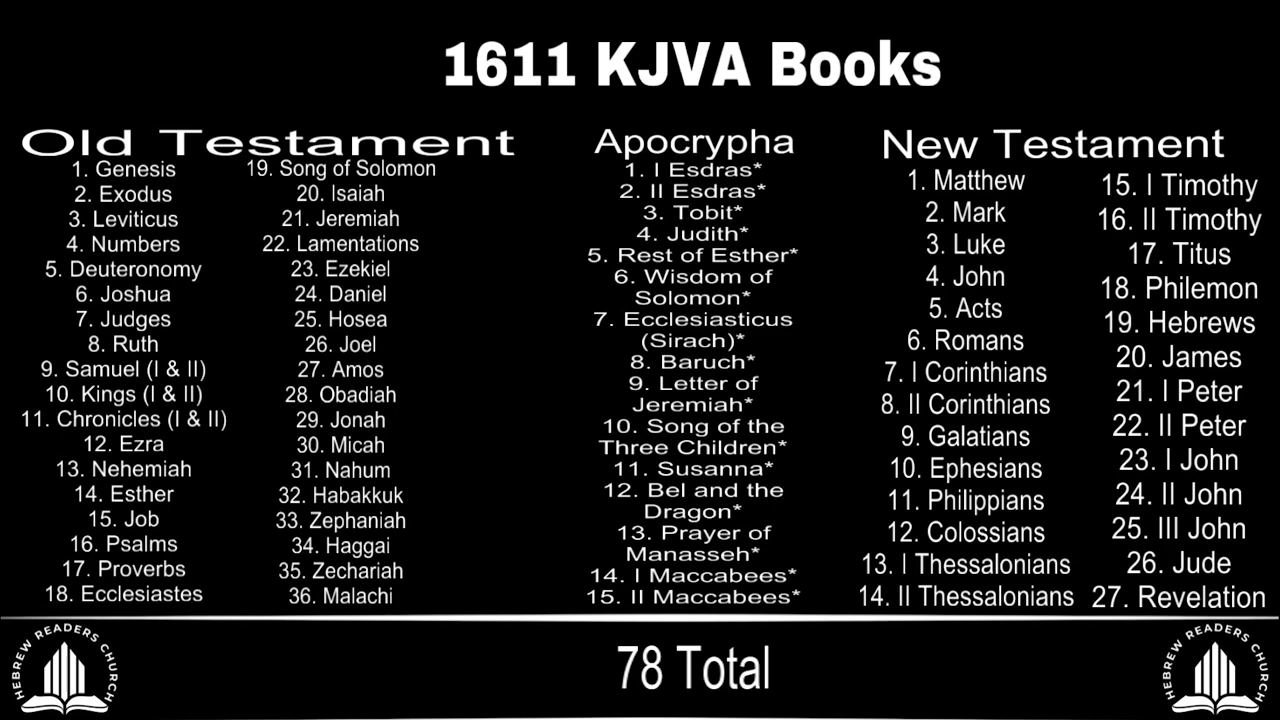 1611 KJVA Books
Old Testament
1. Genesis
2. Exodus
3. Leviticus
4. Numbers
5. Deuteronomy
6. Joshua
7. Judges
8. Ruth
9. Samuel (I & II)
10. Kings (I & II)
11. Chronicles (I & II)
12. Ezra
13. Nehemiah
14. Esther
15. Job
16. Psalms
17. Proverbs
18. Ecclesiastes
19. Song of Solomon
20. Isaiah
21. Jeremiah
22. Lamentations
23. Ezekiel
24. Daniel
25. Hosea
26. Joel
27. Amos
28. Obadiah
29. Jonah
30. Micah
31. Nahum
32. Habakkuk
33. Zephaniah
34. Haggai
35. Zechariah
36. Malachi
Apocrypha
1. I Esdras*
2. II Esdras*
3. Tobit*
4. Judith*
5. Rest of Esther*
6. Wisdom of
Solomon*
7. Ecclesiasticus
(Sirach)*
8. Baruch*
9. Letter of
Jeremiah*
10. Song of the
Three Children*
11. Susanna*
12. Bel and the
Dragon*
13. Prayer of
Manasseh*
14. I Maccabees*
15. II Maccabees*
New Testament
1. Matthew
2. Mark
3. Luke
4. John
5. Acts
6. Romans
7. I Corinthians
8. II Corinthians
9. Galatians
10. Ephesians
11. Philippians
12. Colossians
13. I Thessalonians
14. II Thessalonians
15. I Timothy
16. II Timothy
17. Titus
18. Philemon
19. Hebrews
20. James
21. I Peter
22. II Peter
23. I John
24. II John
25. III John
26. Jude
27. Revelation
HEBREW READERS CHURCH
78 Total
HEBREW READERS CHURCH